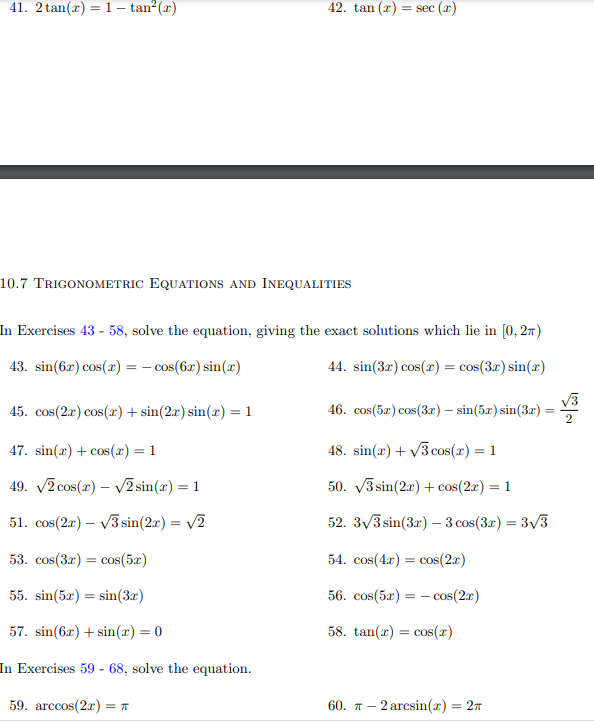 41. 2 tan(x) = 1 − tan²(x) 42. tan (x) = sec (x)
10.7 Trigonometric Equations and Inequalities
In Exercises 43 - 58, solve the equation, giving the exact solutions which lie in [0, 2π)
43. sin(6x) cos(x) = − cos(6x) sin(x) 44. sin(3x) cos(x) = cos(3x) sin(x)
45. cos(2x) cos(x) + sin(2x) sin(x) = 1 46. cos(5x) cos(3x) − sin(5x) sin(3x) = √3/2
47. sin(x) + cos(x) = 1 48. sin(x) + √3 cos(x) = 1
49. √2 cos(x) − √2 sin(x) = 1 50. √3 sin(2x) + cos(2x) = 1
51. cos(2x) − √3 sin(2x) = √2 52. 3√3 sin(3x) − 3 cos(3x) = 3√3
53. cos(3x) = cos(5x) 54. cos(4x) = cos(2x)
55. sin(5x) = sin(3x) 56. cos(5x) = − cos(2x)
57. sin(6x) + sin(x) = 0 58. tan(x) = cos(x)
In Exercises 59 - 68, solve the equation.
59. arccos(2x) = π 60. π − 2 arcsin(x) = 2π